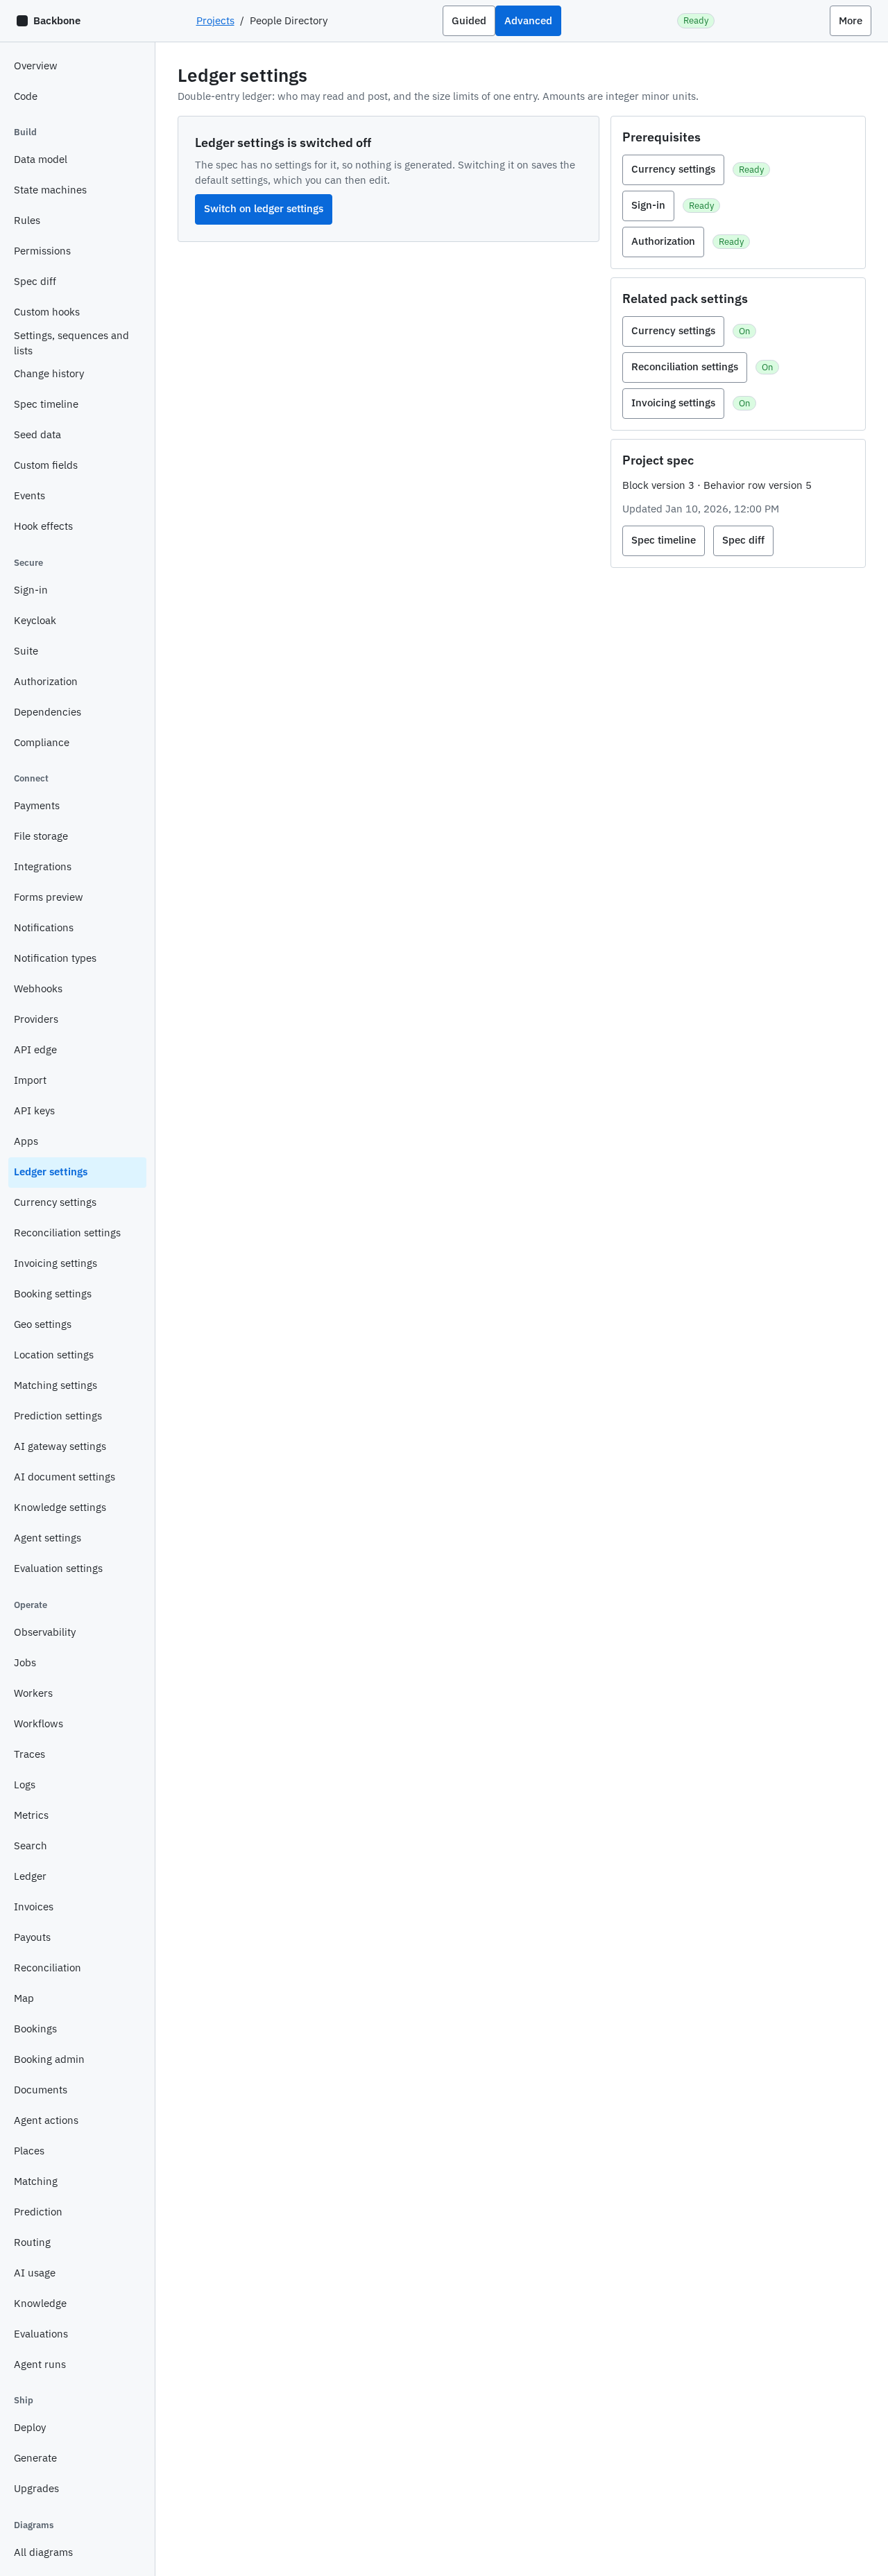 Backbone
Projects / People Directory
Guided
Advanced
Ready
More
Overview
Code
Build
Data model
State machines
Rules
Permissions
Spec diff
Custom hooks
Settings, sequences and
lists
Change history
Spec timeline
Seed data
Custom fields
Events
Hook effects
Secure
Sign-in
Keycloak
Suite
Authorization
Dependencies
Compliance
Connect
Payments
File storage
Integrations
Forms preview
Notifications
Notification types
Webhooks
Providers
API edge
Import
API keys
Apps
Ledger settings
Currency settings
Reconciliation settings
Invoicing settings
Booking settings
Geo settings
Location settings
Matching settings
Prediction settings
AI gateway settings
AI document settings
Knowledge settings
Agent settings
Evaluation settings
Operate
Observability
Jobs
Workers
Workflows
Traces
Logs
Metrics
Search
Ledger
Invoices
Payouts
Reconciliation
Map
Bookings
Booking admin
Documents
Agent actions
Places
Matching
Prediction
Routing
AI usage
Knowledge
Evaluations
Agent runs
Ship
Deploy
Generate
Upgrades
Diagrams
All diagrams
Ledger settings
Double-entry ledger: who may read and post, and the size limits of one entry. Amounts are integer minor units.
Ledger settings is switched off
The spec has no settings for it, so nothing is generated. Switching it on saves the
default settings, which you can then edit.
Switch on ledger settings
Prerequisites
Currency settings Ready
Sign-in Ready
Authorization Ready
Related pack settings
Currency settings On
Reconciliation settings On
Invoicing settings On
Project spec
Block version 3 · Behavior row version 5
Updated Jan 10, 2026, 12:00 PM
Spec timeline Spec diff